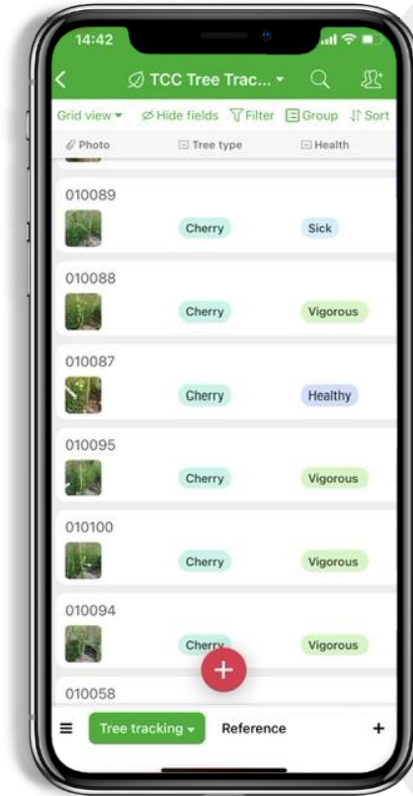 14:42
TCC Tree Trac...
Grid view Hide fields Filter Group Sort
Photo Tree type Health
010089
Cherry Sick
010088
Cherry Vigorous
010087
Cherry Healthy
010095
Cherry Vigorous
010100
Cherry Vigorous
010094
Cherry Vigorous
010058
Tree tracking Reference